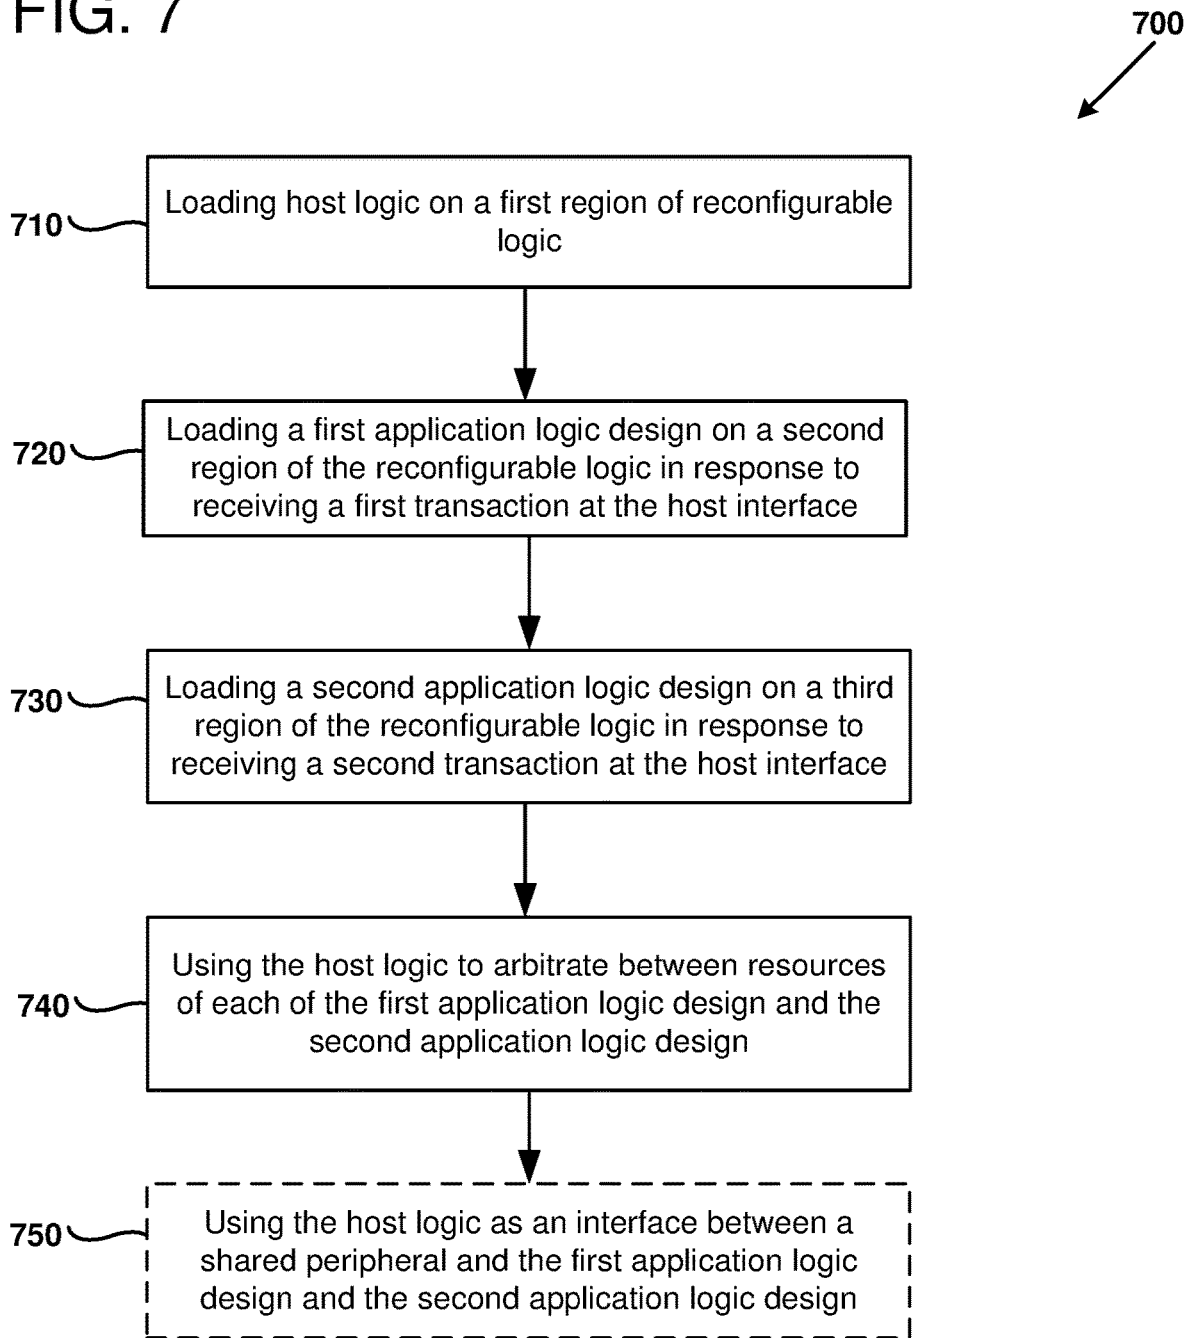 FIG. 7
700
710
Loading host logic on a first region of reconfigurable
logic
720
Loading a first application logic design on a second
region of the reconfigurable logic in response to
receiving a first transaction at the host interface
730
Loading a second application logic design on a third
region of the reconfigurable logic in response to
receiving a second transaction at the host interface
740
Using the host logic to arbitrate between resources
of each of the first application logic design and the
second application logic design
750
Using the host logic as an interface between a
shared peripheral and the first application logic
design and the second application logic design